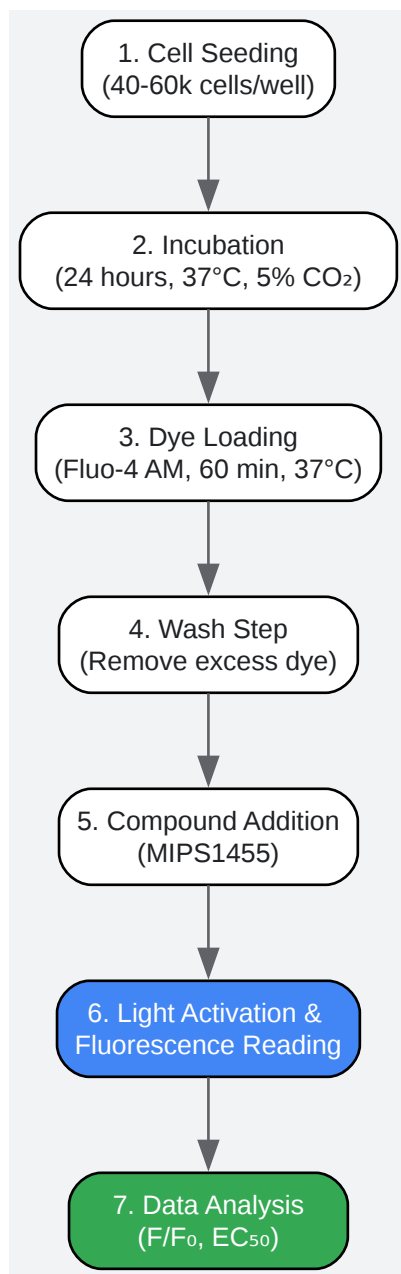 1. Cell Seeding
(40-60k cells/well)
2. Incubation
(24 hours, 37°C, 5% CO₂)
3. Dye Loading
(Fluo-4 AM, 60 min, 37°C)
4. Wash Step
(Remove excess dye)
5. Compound Addition
(MIPS1455)
6. Light Activation &
Fluorescence Reading
7. Data Analysis
(F/F₀, EC₅₀)